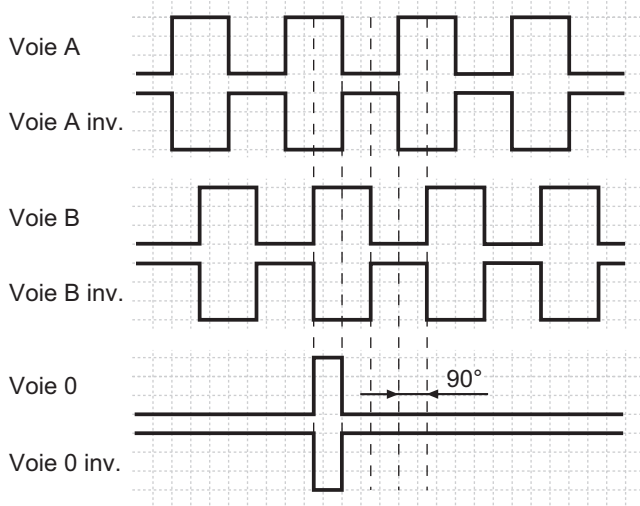 Voie A
Voie A inv.
Voie B
Voie B inv.
Voie 0
90°
Voie 0 inv.